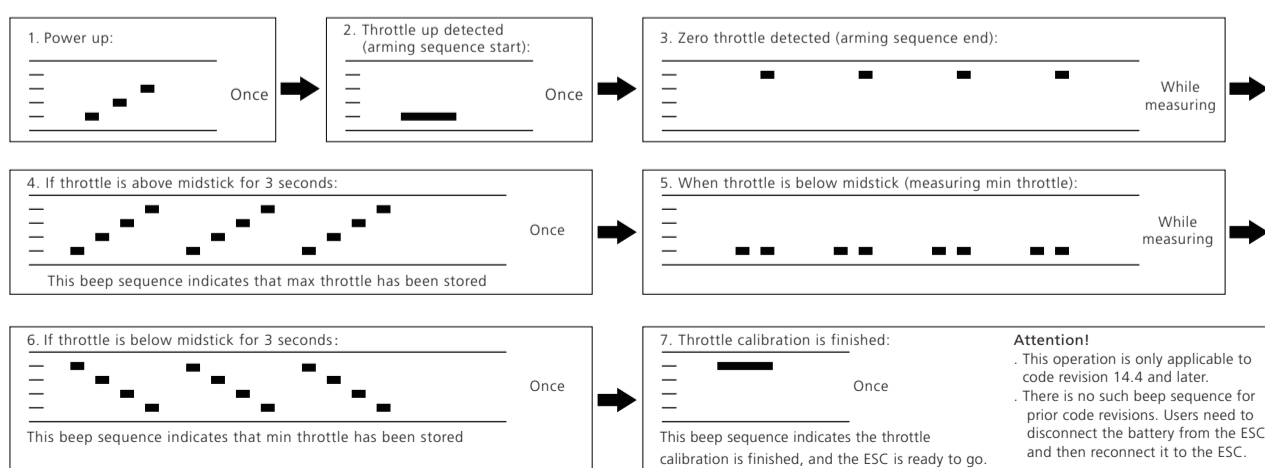 1. Power up:
Once
2. Throttle up detected
(arming sequence start):
Once
3. Zero throttle detected (arming sequence end):
While
measuring
4. If throttle is above midstick for 3 seconds:
Once
This beep sequence indicates that max throttle has been stored
5. When throttle is below midstick (measuring min throttle):
While
measuring
6. If throttle is below midstick for 3 seconds:
Once
This beep sequence indicates that min throttle has been stored
7. Throttle calibration is finished:
Once
This beep sequence indicates the throttle
calibration is finished, and the ESC is ready to go.
Attention!
. This operation is only applicable to
code revision 14.4 and later.
. There is no such beep sequence for
prior code revisions. Users need to
disconnect the battery from the ESC
and then reconnect it to the ESC.